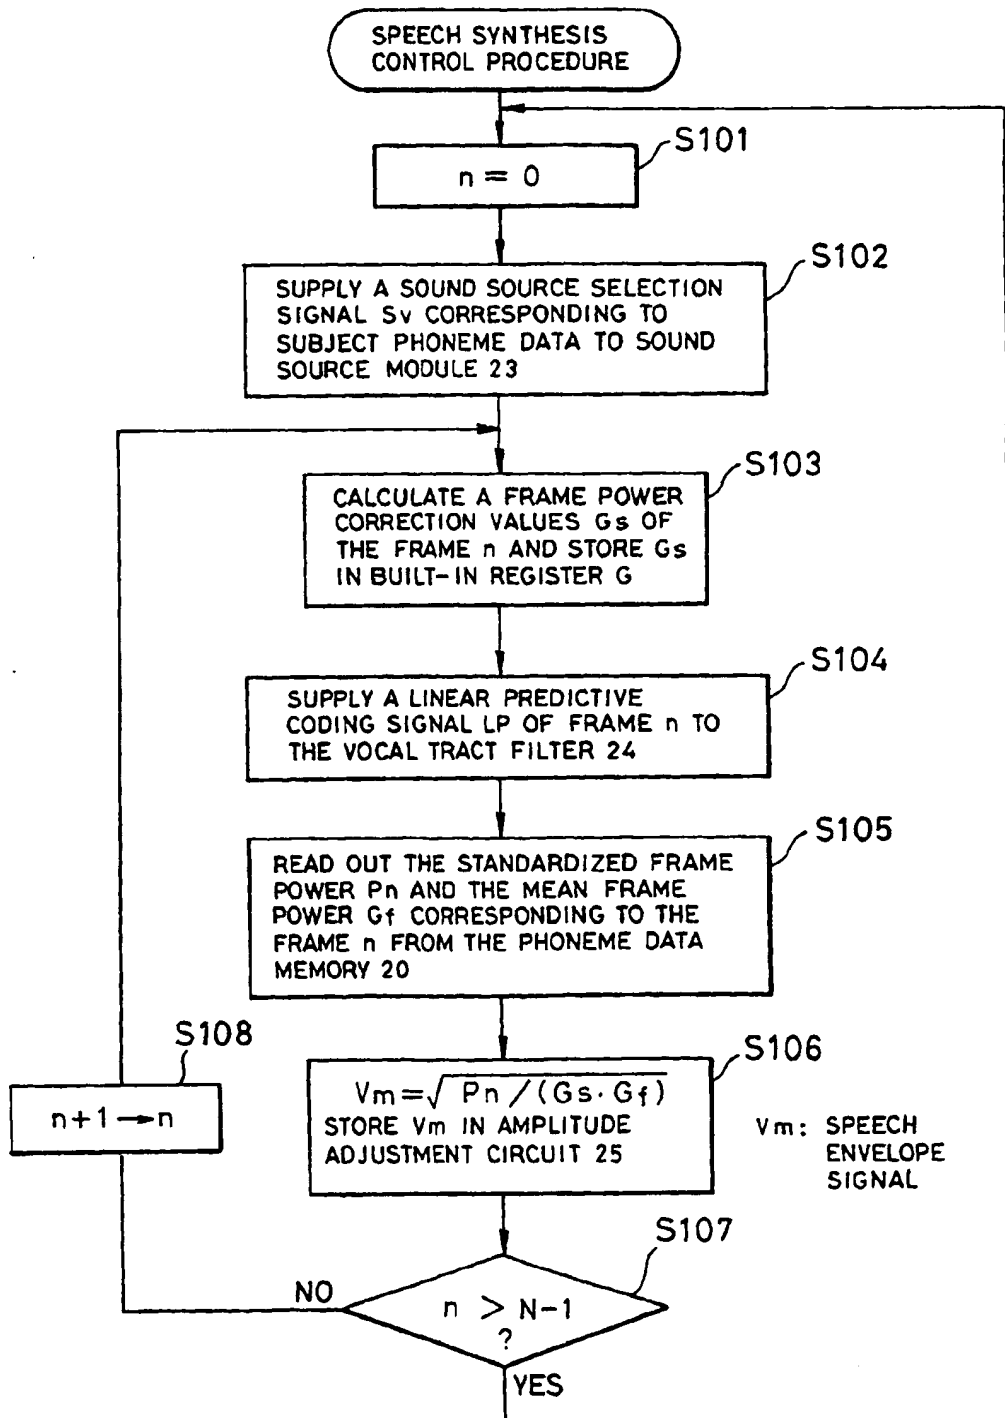 SPEECH SYNTHESIS
CONTROL PROCEDURE
S101
n = 0
S102
SUPPLY A SOUND SOURCE SELECTION
SIGNAL Sv CORRESPONDING TO
SUBJECT PHONEME DATA TO SOUND
SOURCE MODULE 23
S103
CALCULATE A FRAME POWER
CORRECTION VALUES Gs OF
THE FRAME n AND STORE Gs
IN BUILT-IN REGISTER G
S104
SUPPLY A LINEAR PREDICTIVE
CODING SIGNAL LP OF FRAME n TO
THE VOCAL TRACT FILTER 24
S105
READ OUT THE STANDARDIZED FRAME
POWER Pn AND THE MEAN FRAME
POWER Gf CORRESPONDING TO THE
FRAME n FROM THE PHONEME DATA
MEMORY 20
S106
Vm=√Pn/(Gs·Gf)
STORE Vm IN AMPLITUDE
ADJUSTMENT CIRCUIT 25
Vm: SPEECH
ENVELOPE
SIGNAL
S108
n+1→n
S107
NO
n > N-1
?
YES